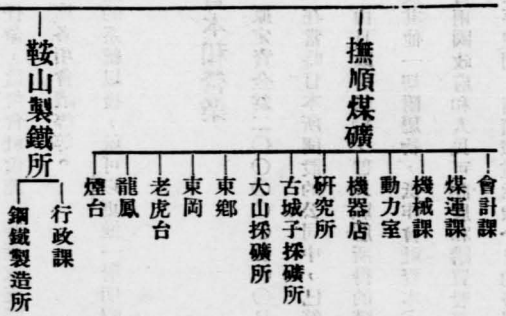 撫順煤礦
會計課
煤運課
機械課
動力室
機器店
硏究所
古城子採礦所
大山採礦所
東鄉
東岡
老虎台
龍鳳
煙台
鞍山製鐵所
行政課
鋼鐵製造所